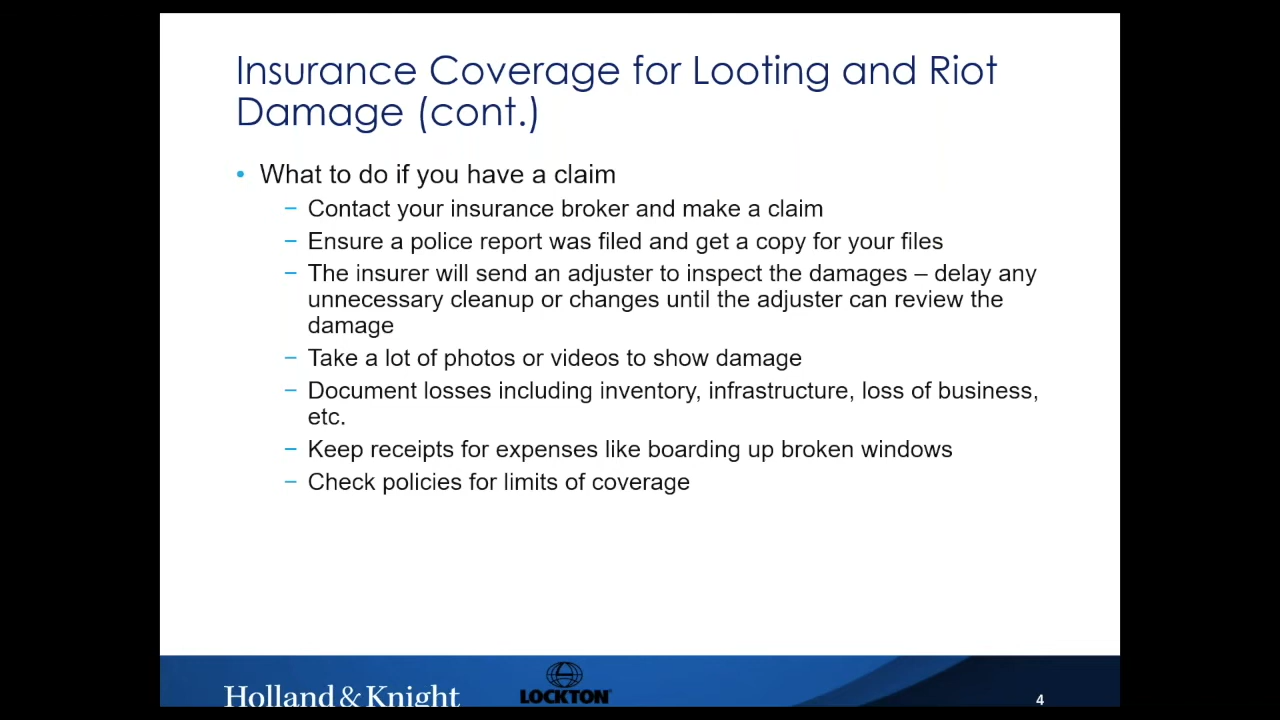 Insurance Coverage for Looting and Riot
Damage (cont.)
• What to do if you have a claim
− Contact your insurance broker and make a claim
− Ensure a police report was filed and get a copy for your files
− The insurer will send an adjuster to inspect the damages – delay any
unnecessary cleanup or changes until the adjuster can review the
damage
− Take a lot of photos or videos to show damage
− Document losses including inventory, infrastructure, loss of business,
etc.
− Keep receipts for expenses like boarding up broken windows
− Check policies for limits of coverage
Holland & Knight
LOCKTON
4